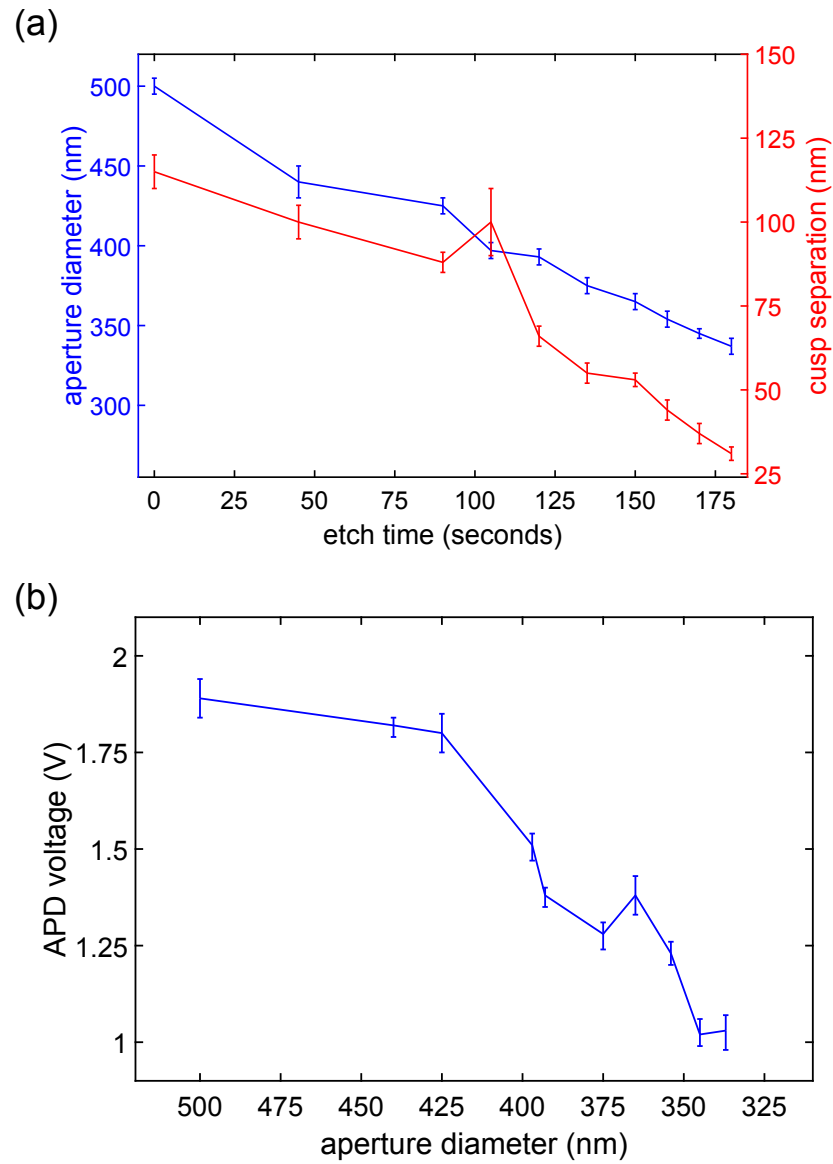 (a)
500
450
400
350
300
aperture diameter (nm)
150
125
100
75
50
25
cusp separation (nm)
0 25 50 75 100 125 150 175
etch time (seconds)
(b)
2
1.75
1.5
1.25
1
APD voltage (V)
500 475 450 425 400 375 350 325
aperture diameter (nm)